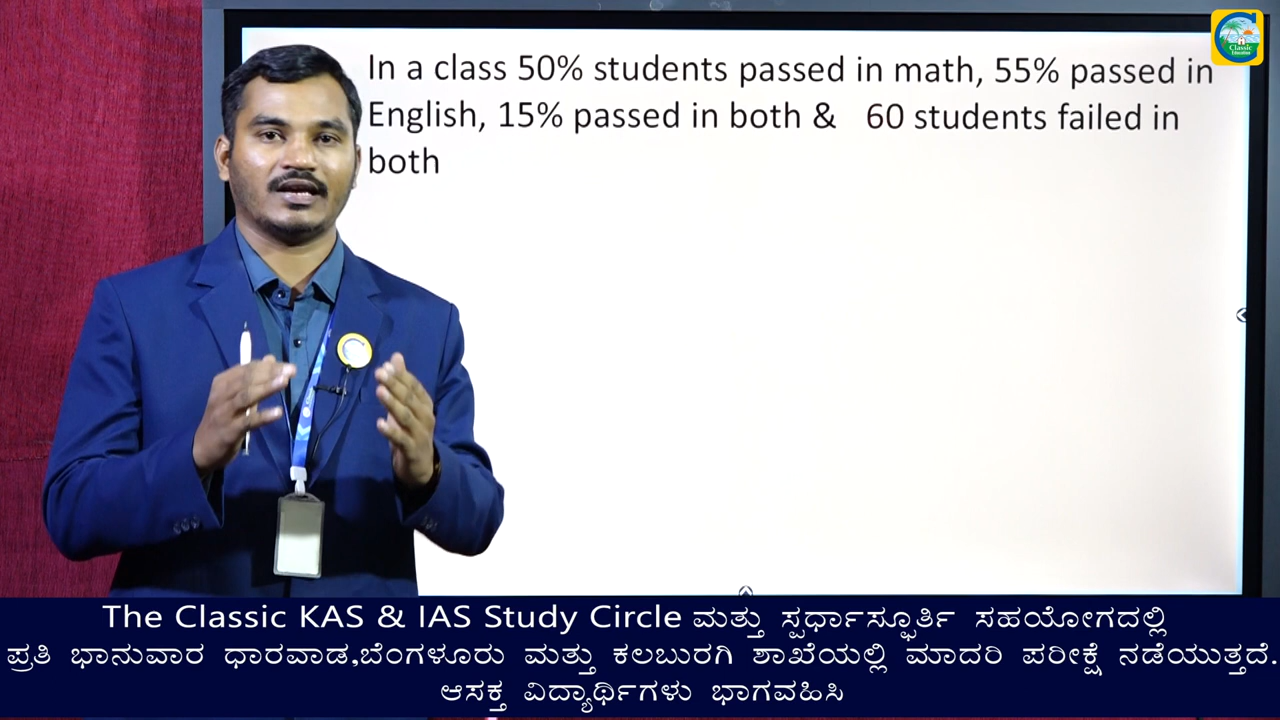 In a class 50% students passed in math, 55% passed in
English, 15% passed in both & 60 students failed in
both
Classic
Education
The Classic KAS & IAS Study Circle ಮತ್ತು ಸ್ಪರ್ಧಾಸ್ಫೂರ್ತಿ ಸಹಯೋಗದಲ್ಲಿ
ಪ್ರತಿ ಭಾನುವಾರ ಧಾರವಾಡ,ಬೆಂಗಳೂರು ಮತ್ತು ಕಲಬುರಗಿ ಶಾಖೆಯಲ್ಲಿ ಮಾದರಿ ಪರೀಕ್ಷೆ ನಡೆಯುತ್ತದೆ.
ಆಸಕ್ತ ವಿದ್ಯಾರ್ಥಿಗಳು ಭಾಗವಹಿಸಿ